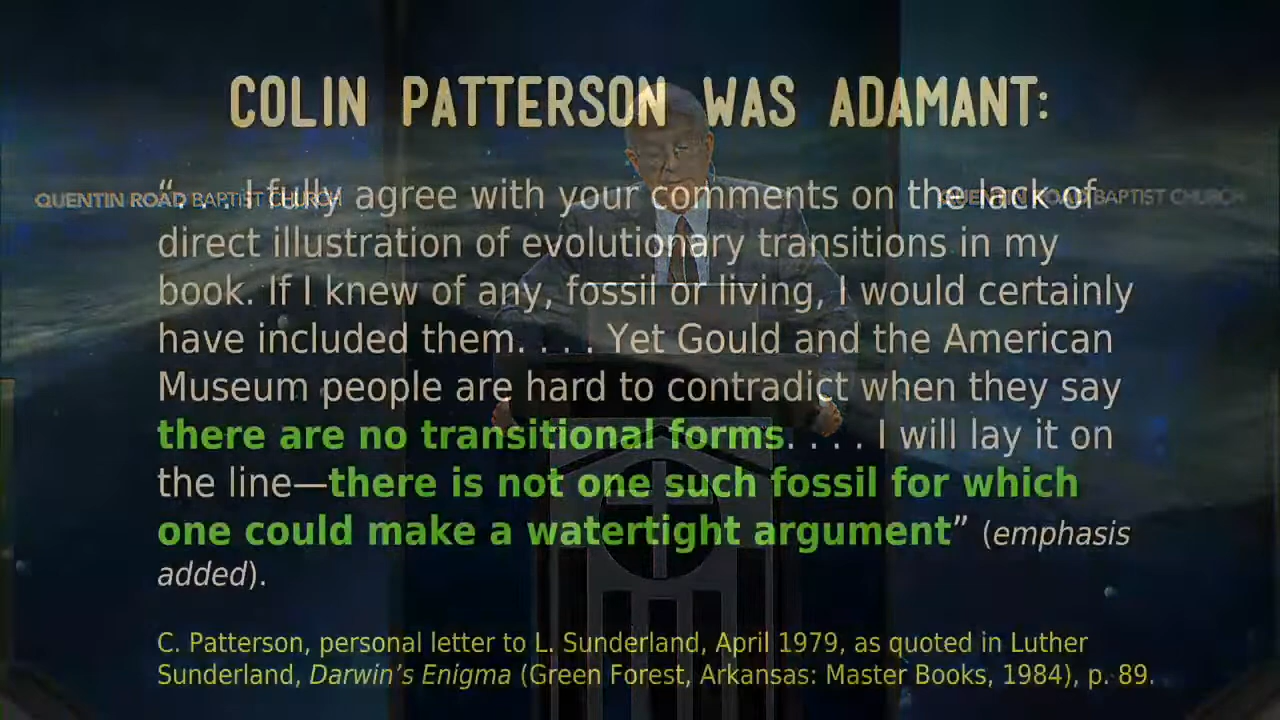 COLIN PATTERSON WAS ADAMANT:
QUENTIN ROAD BAPTIST CHURCH
QUENTIN ROAD BAPTIST CHURCH
“. . . I fully agree with your comments on the lack of
direct illustration of evolutionary transitions in my
book. If I knew of any, fossil or living, I would certainly
have included them. . . . Yet Gould and the American
Museum people are hard to contradict when they say
there are no transitional forms. . . . I will lay it on
the line—there is not one such fossil for which
one could make a watertight argument” (emphasis
added).
C. Patterson, personal letter to L. Sunderland, April 1979, as quoted in Luther
Sunderland, Darwin’s Enigma (Green Forest, Arkansas: Master Books, 1984), p. 89.